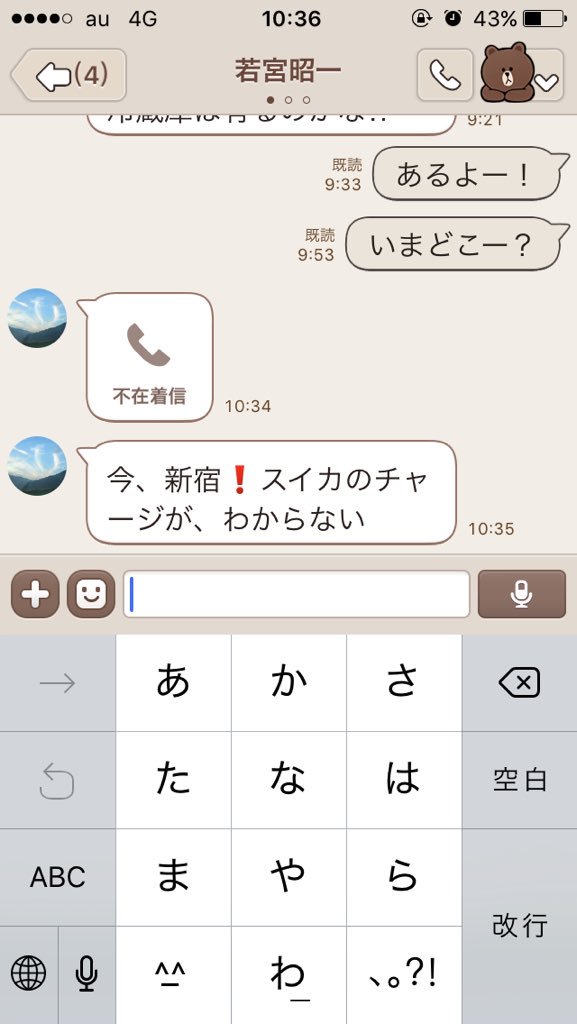 au 4G 10:36 43%
(4) 若宮昭一
9:21
既読
9:33
あるよー！
既読
9:53
いまどこー？
不在着信
10:34
今、新宿❗スイカのチャ
ージが、わからない
10:35
→ あ か さ
た な は 空白
ABC ま や ら
改行
^^ わ_ 、。?!